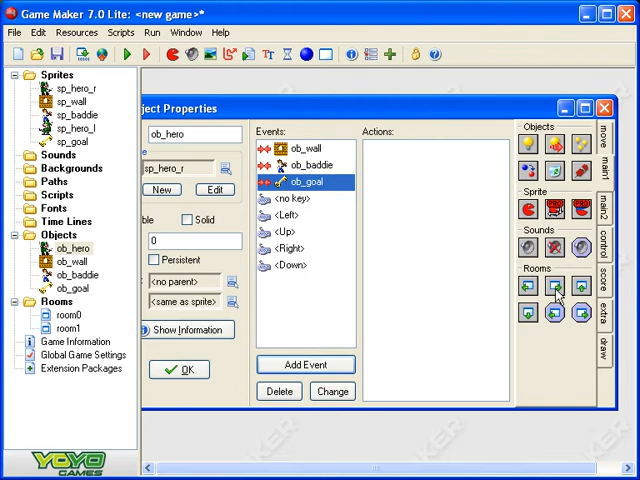 Game Maker 7.0 Lite: <new game>*
File Edit Resources Scripts Run Window Help
Sprites
sp_hero_r
sp_wall
sp_baddie
sp_hero_l
sp_goal
Sounds
Backgrounds
Paths
Scripts
Fonts
Time Lines
Objects
ob_hero
ob_wall
ob_baddie
ob_goal
Rooms
room0
room1
Game Information
Global Game Settings
Extension Packages
YOYO
GAMES
ject Properties
ob_hero
e
sp_hero_r
New
Edit
ble
Solid
0
Persistent
<no parent>
<same as sprite>
Show Information
OK
Events:
ob_wall
ob_baddie
ob_goal
<no key>
<Left>
<Up>
<Right>
<Down>
Add Event
Delete
Change
Actions:
Objects
Sprite
Sounds
Rooms
move
main1
main2
control
score
extra
draw